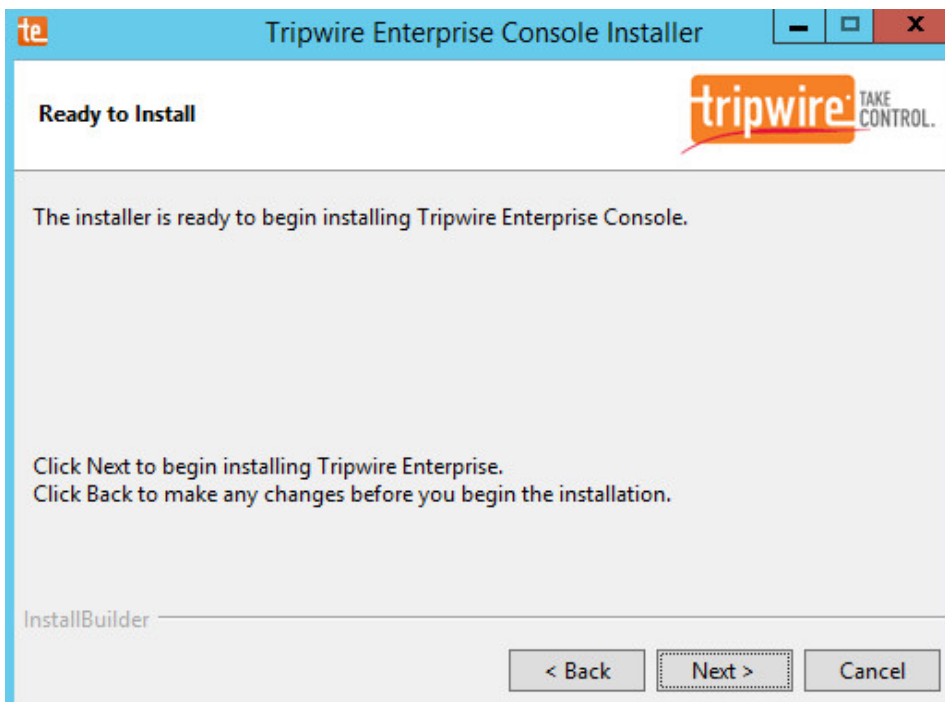 te
Tripwire Enterprise Console Installer
Ready to Install
tripwire
TAKE
CONTROL.
The installer is ready to begin installing Tripwire Enterprise Console.
Click Next to begin installing Tripwire Enterprise.
Click Back to make any changes before you begin the installation.
InstallBuilder
< Back Next > Cancel